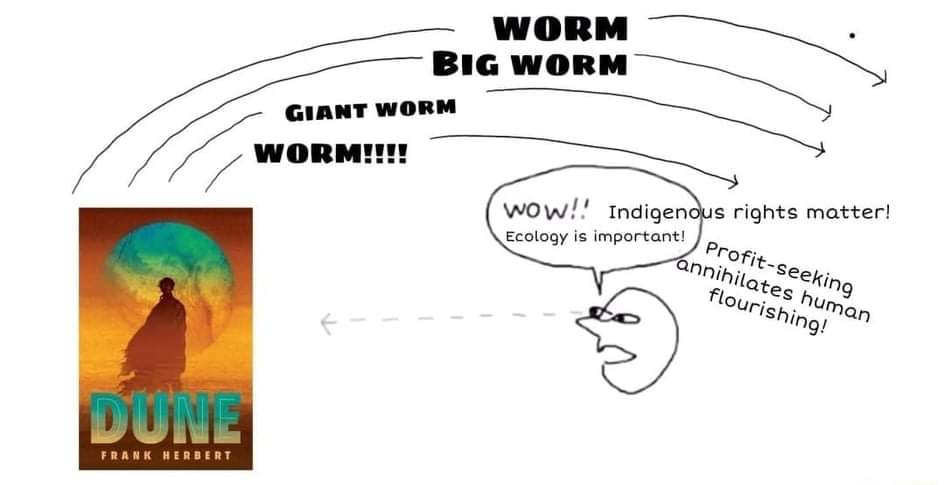 WORM
BIG WORM
GIANT WORM
WORM!!!!
WOW!! Indigenous rights matter!
Ecology is important!
Profit-seeking
annihilates human
flourishing!
DUNE
FRANK HERBERT